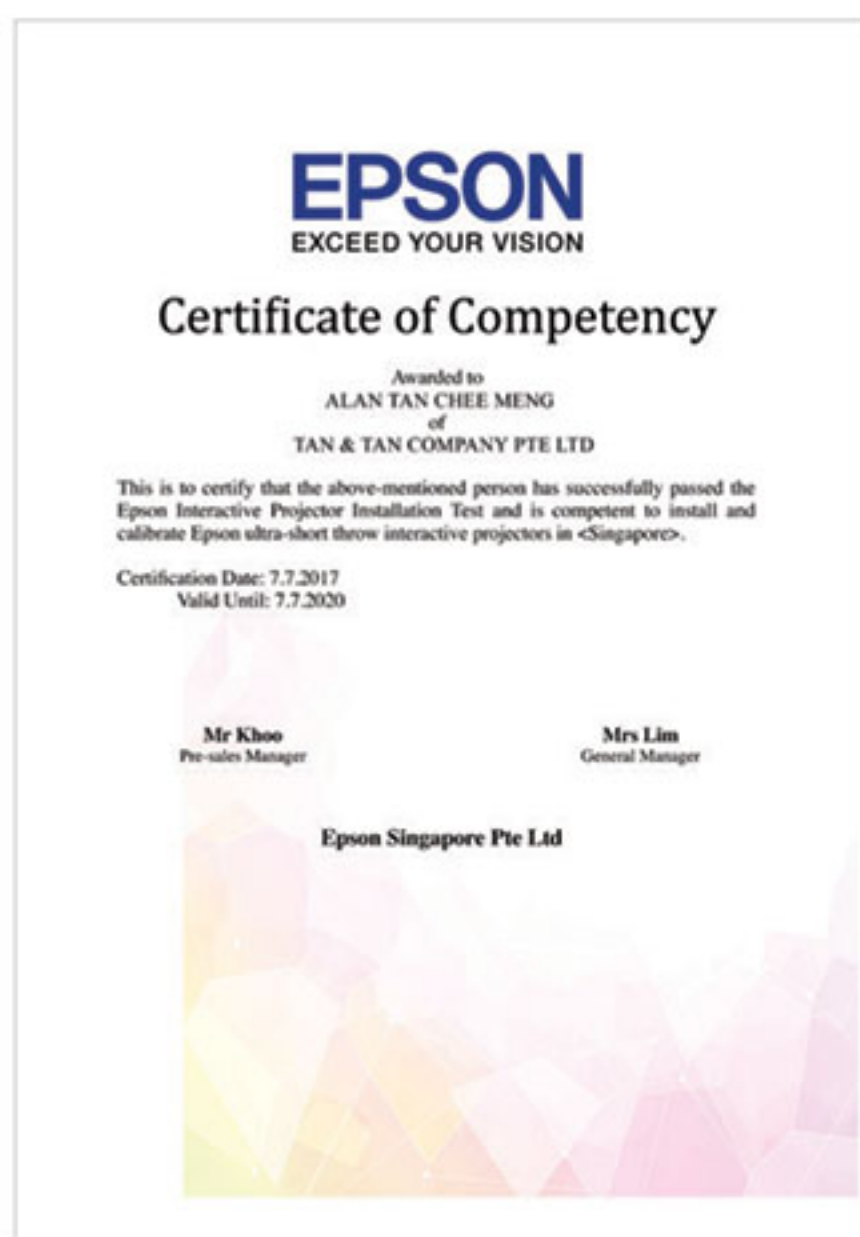 EPSON
EXCEED YOUR VISION
Certificate of Competency
Awarded to
ALAN TAN CHEE MENG
of
TAN & TAN COMPANY PTE LTD
This is to certify that the above-mentioned person has successfully passed the
Epson Interactive Projector Installation Test and is competent to install and
calibrate Epson ultra-short throw interactive projectors in <Singapore>.
Certification Date: 7.7.2017
Valid Until: 7.7.2020
Mr Khoo Mrs Lim
Pre-sales Manager General Manager
Epson Singapore Pte Ltd